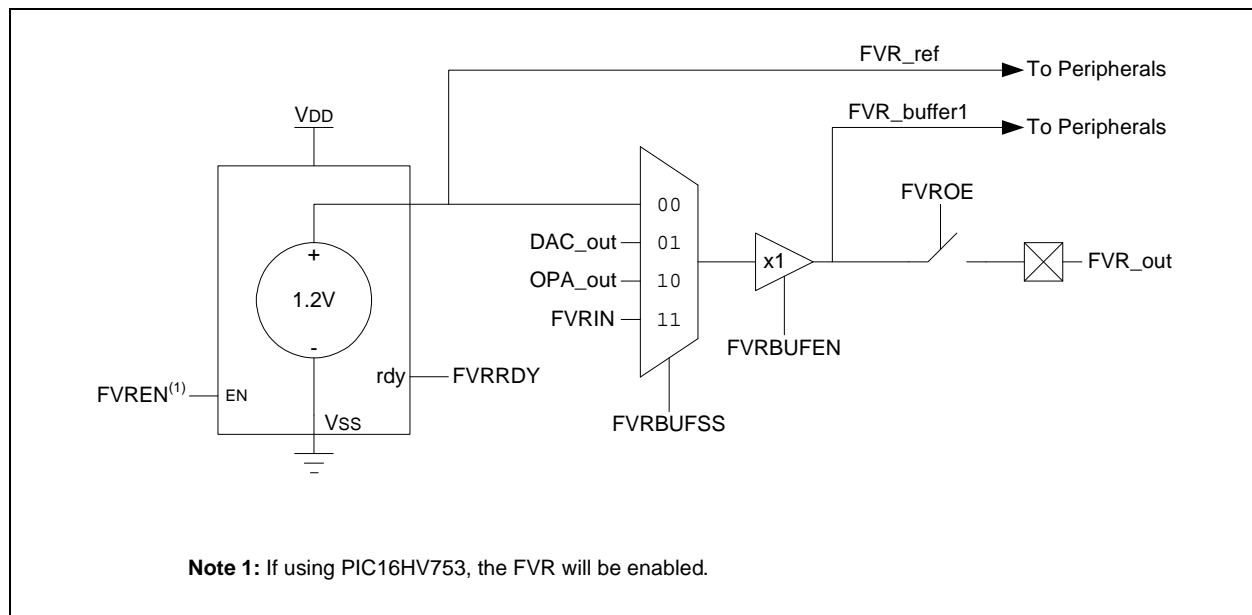 FVR_ref
To Peripherals
FVR_buffer1
To Peripherals
VDD
FVROE
00
DAC_out
01
+
x1
FVR_out
OPA_out
10
1.2V
FVRIN
11
-
FVRBUFEN
rdy
FVRRDY
FVREN(1)
EN
FVRBUFSS
VSS
Note 1: If using PIC16HV753, the FVR will be enabled.